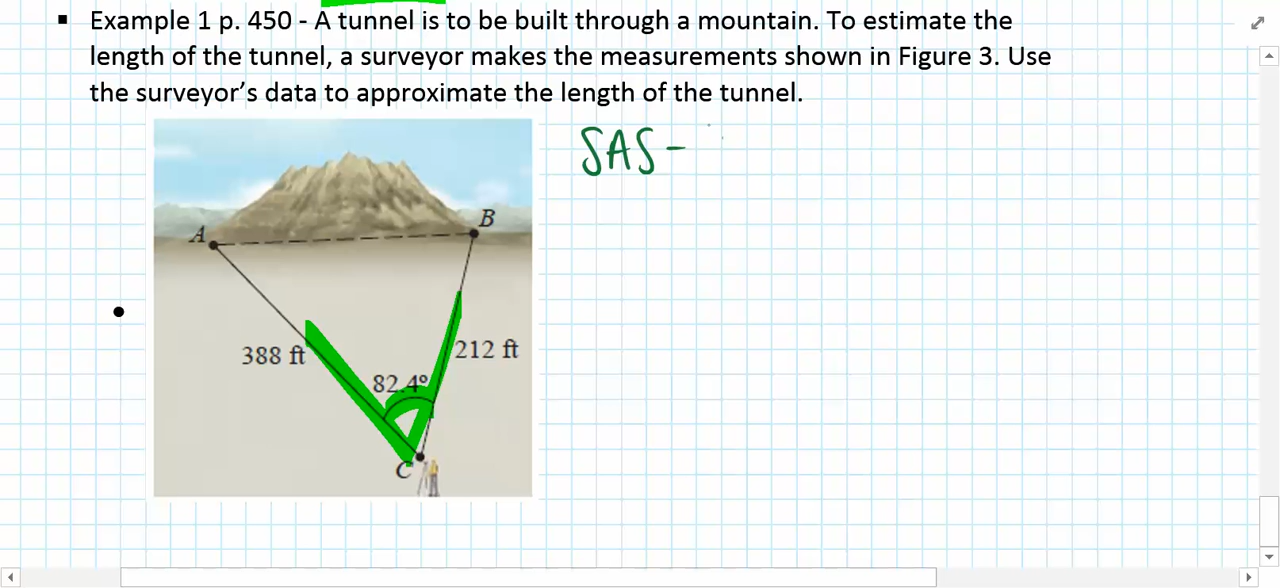 ▪ Example 1 p. 450 - A tunnel is to be built through a mountain. To estimate the
length of the tunnel, a surveyor makes the measurements shown in Figure 3. Use
the surveyor’s data to approximate the length of the tunnel.
SAS -
B
A
388 ft
212 ft
82.4°
C